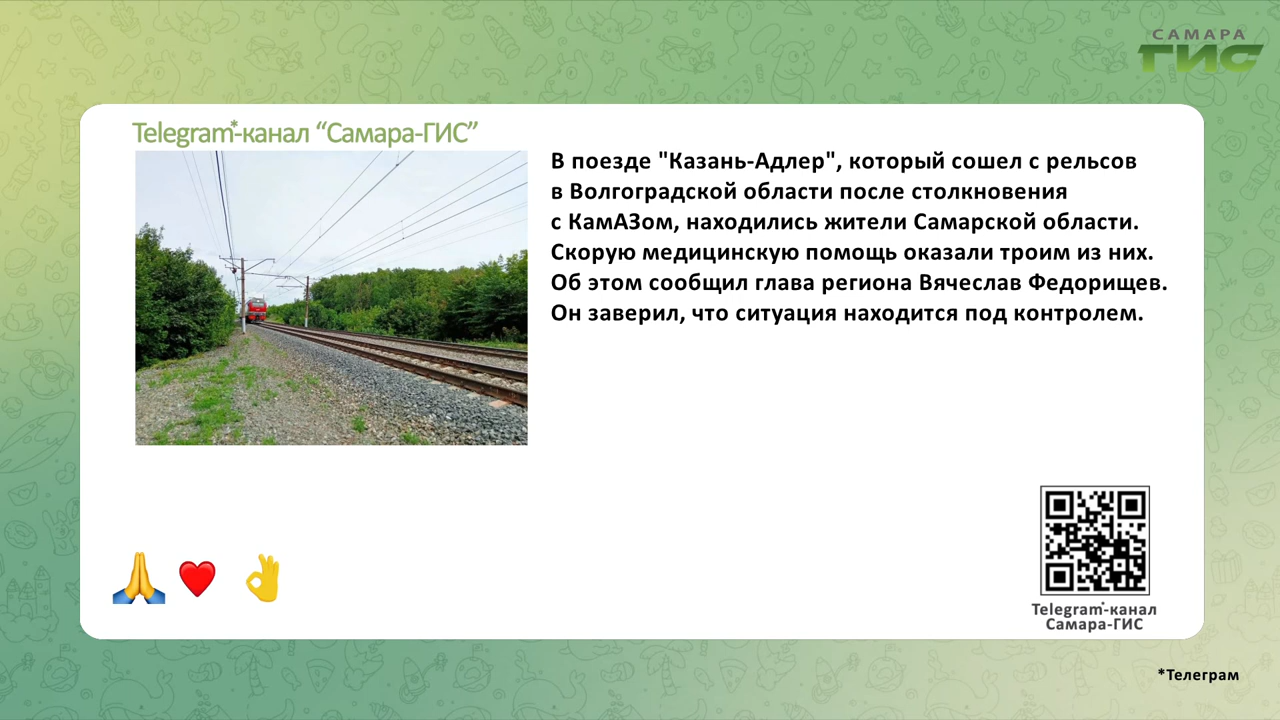 САМАРА
ГИС
Telegram*-канал “Самара-ГИС”
В поезде "Казань-Адлер", который сошел с рельсов
в Волгоградской области после столкновения
с КамАЗом, находились жители Самарской области.
Скорую медицинскую помощь оказали троим из них.
Об этом сообщил глава региона Вячеслав Федорищев.
Он заверил, что ситуация находится под контролем.
Telegram*-канал
Самара-ГИС
*Телеграм